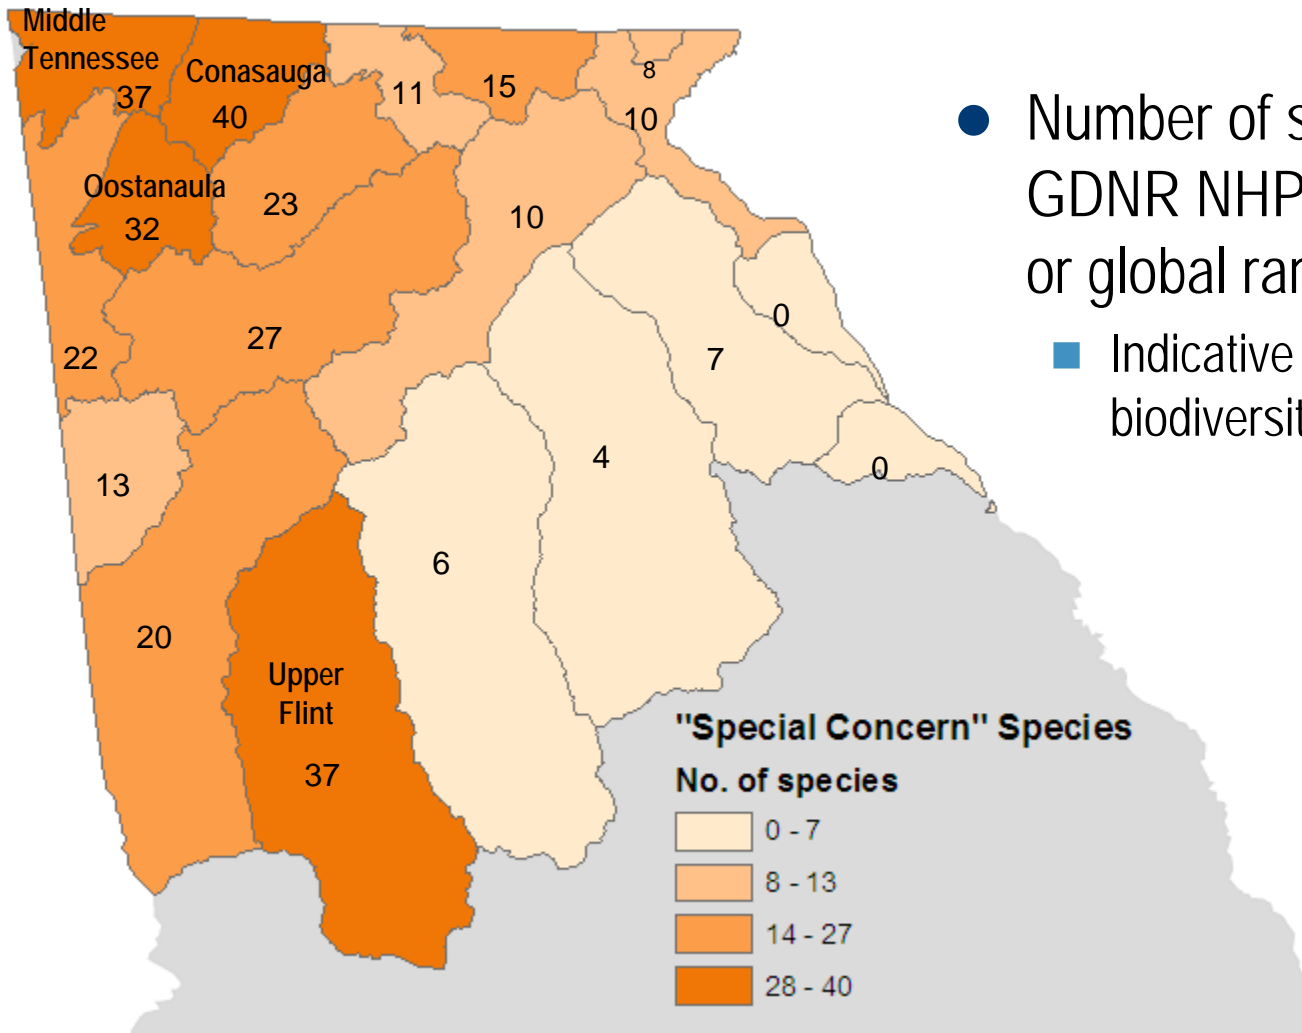 Middle
Tennessee
37
Conasauga
40
11
15
8
10
Oostanaula
32
23
10
27
22
0
7
13
4
0
6
20
Upper
Flint
37
"Special Concern" Species
No. of species
0 - 7
8 - 13
14 - 27
28 - 40
Number of s
GDNR NHP
or global ran
Indicative
biodiversit